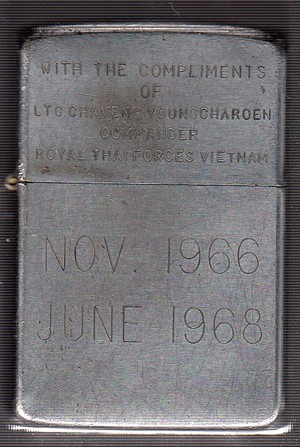 WITH THE COMPLIMENTS
OF
LTG CHAVENG YOUNGCHAROEN
COMMANDER
ROYAL THAI FORCES VIETNAM
NOV. 1966
JUNE 1968